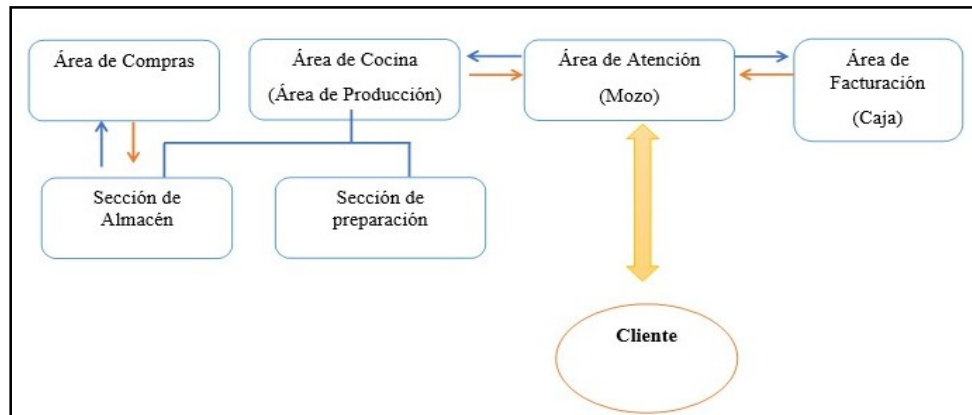 Área de Compras
Área de Cocina
(Área de Producción)
Área de Atención
(Mozo)
Área de
Facturación
(Caja)
Sección de
Almacén
Sección de
preparación
Cliente